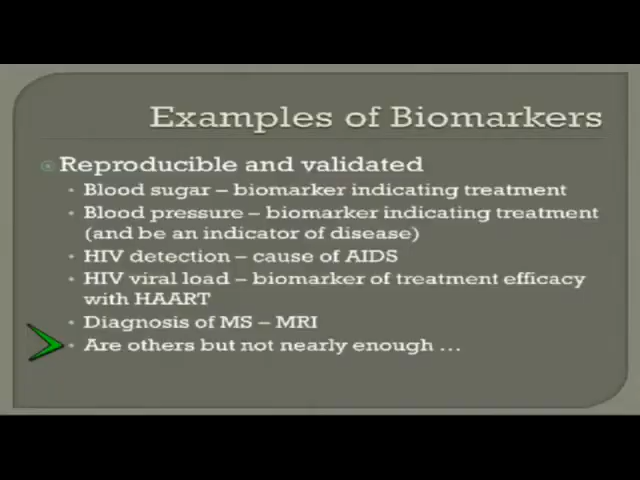 Examples of Biomarkers
Reproducible and validated
Blood sugar – biomarker indicating treatment
Blood pressure – biomarker indicating treatment
(and be an indicator of disease)
HIV detection – cause of AIDS
HIV viral load – biomarker of treatment efficacy
with HAART
Diagnosis of MS – MRI
Are others but not nearly enough …